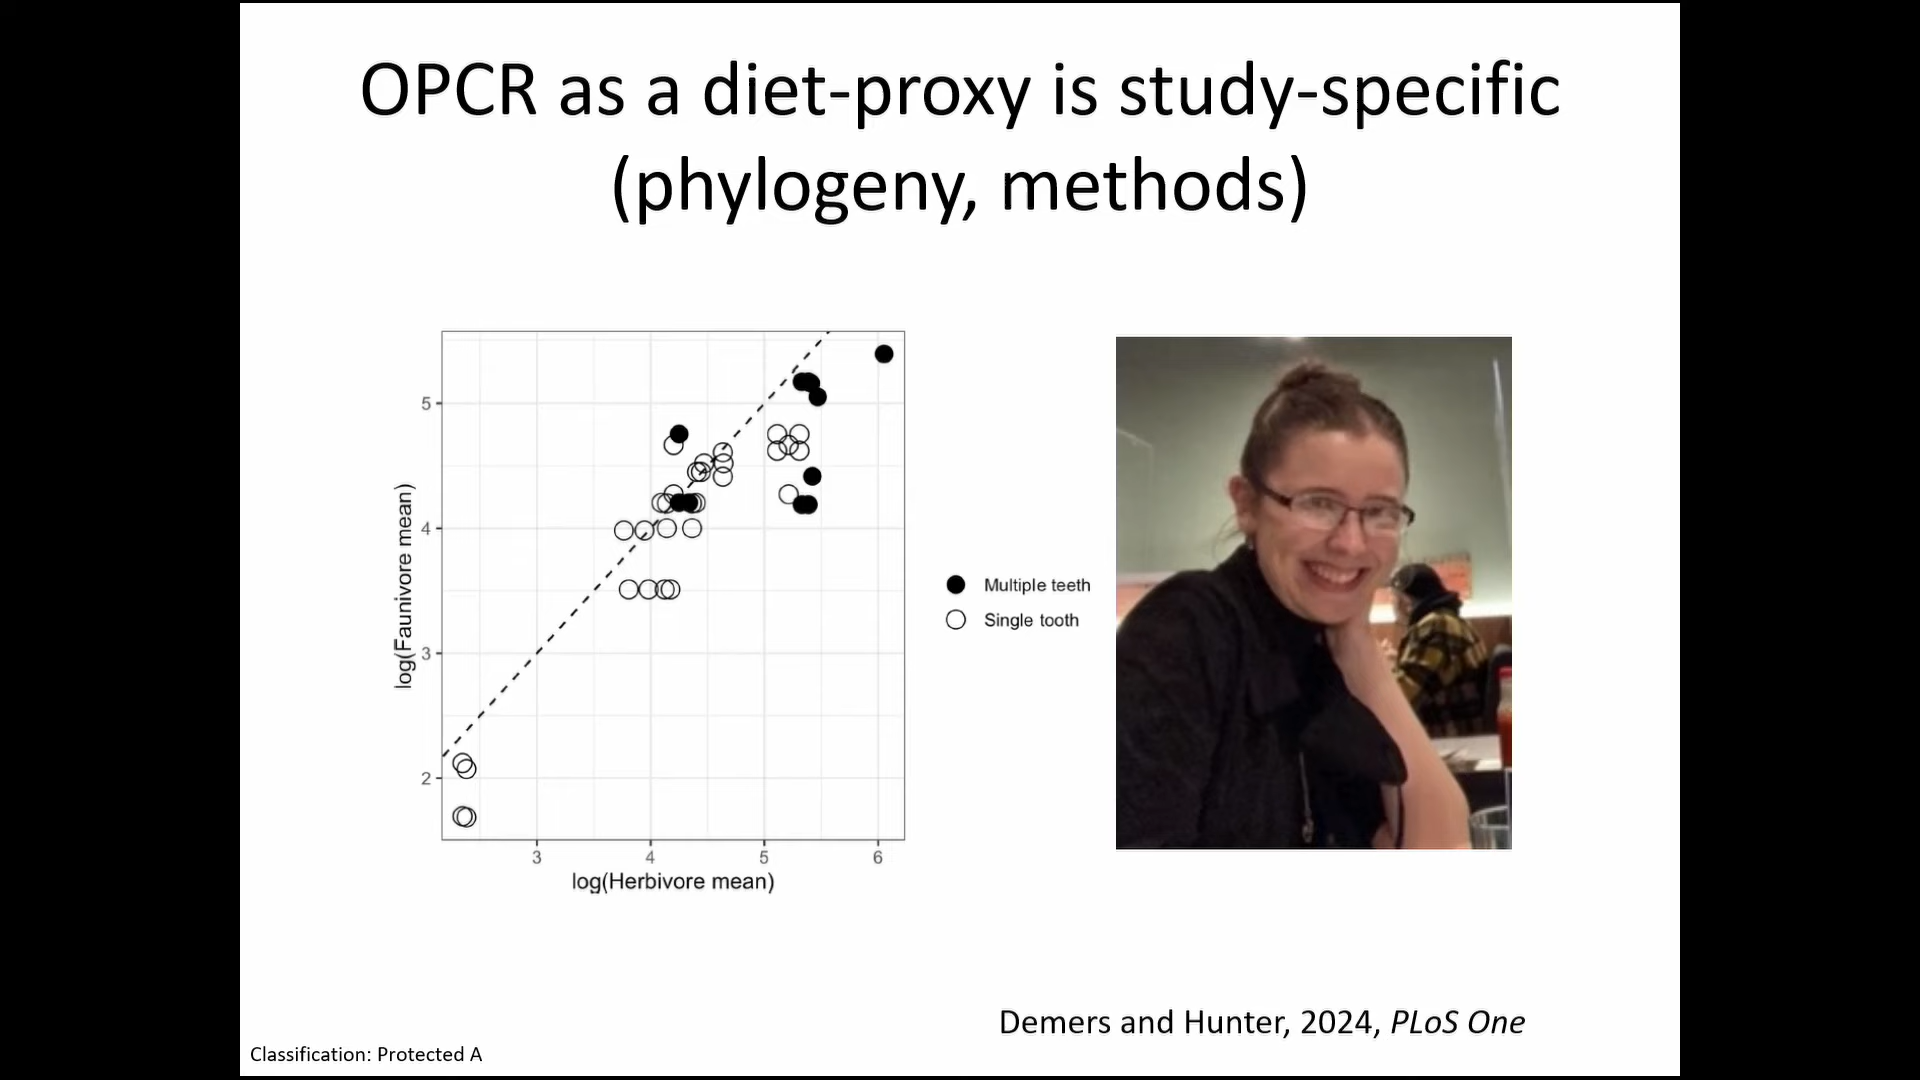 OPCR as a diet-proxy is study-specific
(phylogeny, methods)
log(Faunivore mean)
5
4
3
2
3 4 5 6
log(Herbivore mean)
Multiple teeth
Single tooth
Demers and Hunter, 2024, PLoS One
Classification: Protected A